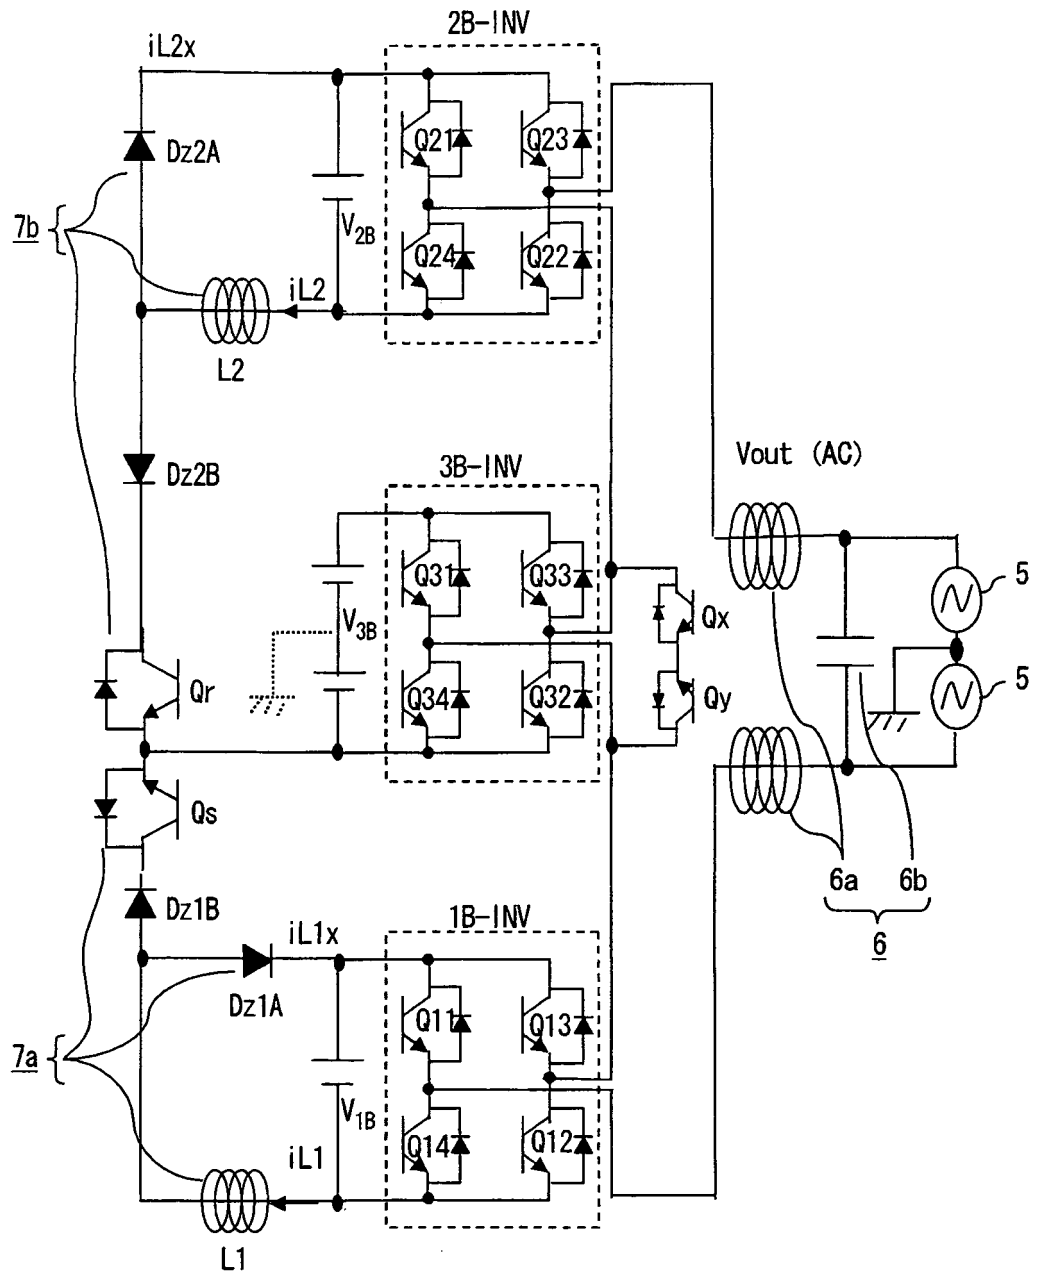 2B-INV
iL2x
Dz2A
Q21
Q23
7b
V2B
Q24
Q22
iL2
L2
Vout (AC)
3B-INV
Dz2B
Q31
Q33
5
V3B
Qx
Qr
Q34
Q32
Qy
5
Qs
6a
6b
Dz1B
1B-INV
iL1x
6
Dz1A
Q11
Q13
7a
V1B
Q14
Q12
iL1
L1